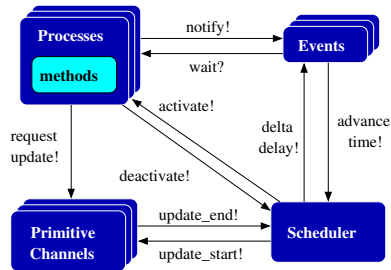 Processes
methods
notify!
wait?
Events
activate!
request
update!
deactivate!
delta
delay!
advance
time!
Primitive
Channels
update_end!
update_start!
Scheduler